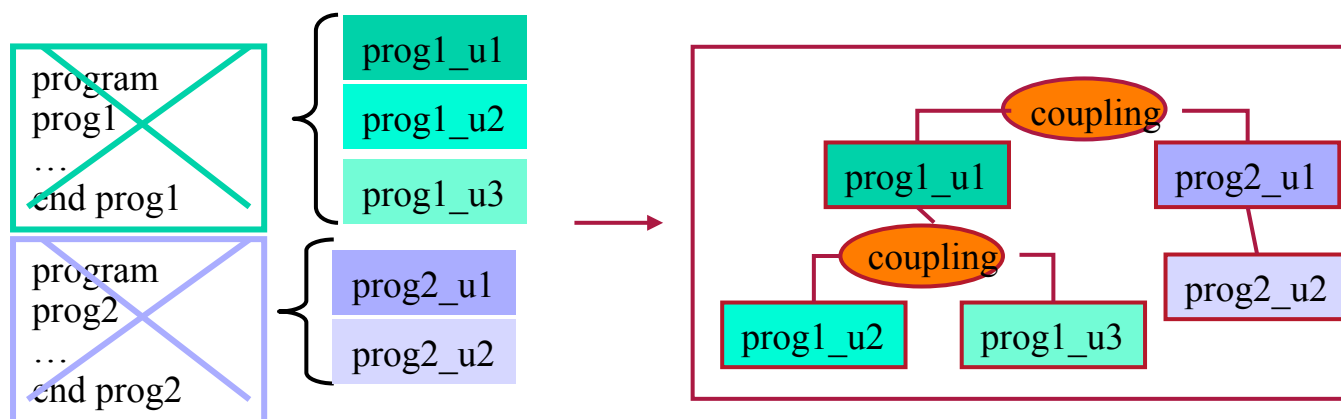 program
prog1
…
end prog1
program
prog2
…
end prog2
prog1_u1
prog1_u2
prog1_u3
prog2_u1
prog2_u2
coupling
prog1_u1
prog2_u1
coupling
prog2_u2
prog1_u2
prog1_u3